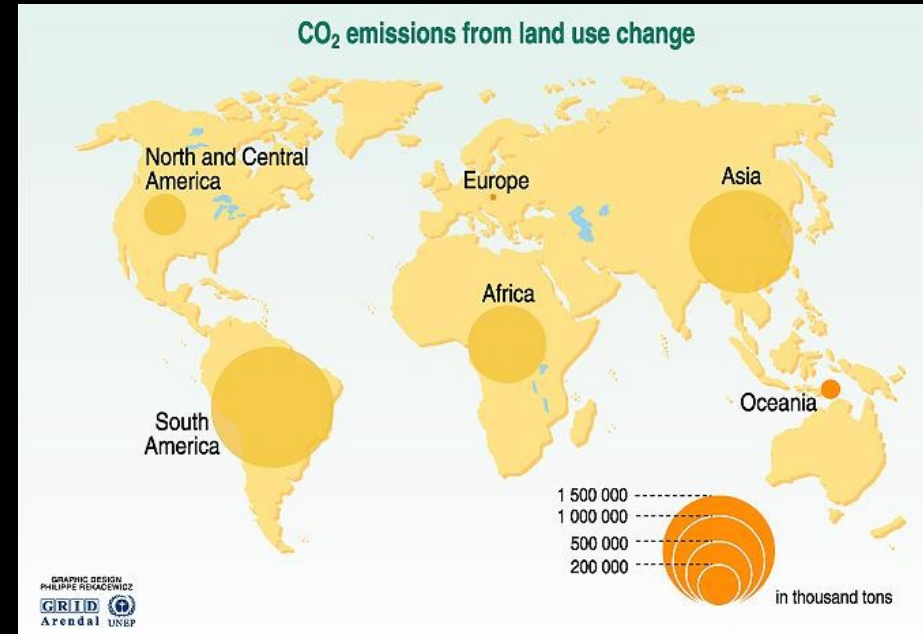 CO₂ emissions from land use change
North and Central
America
Europe
Asia
Africa
South
America
Oceania
1 500 000
1 000 000
500 000
200 000
in thousand tons
GRAPHIC DESIGN
PHILIPPE REKACEWICZ
GRID
Arendal UNEP